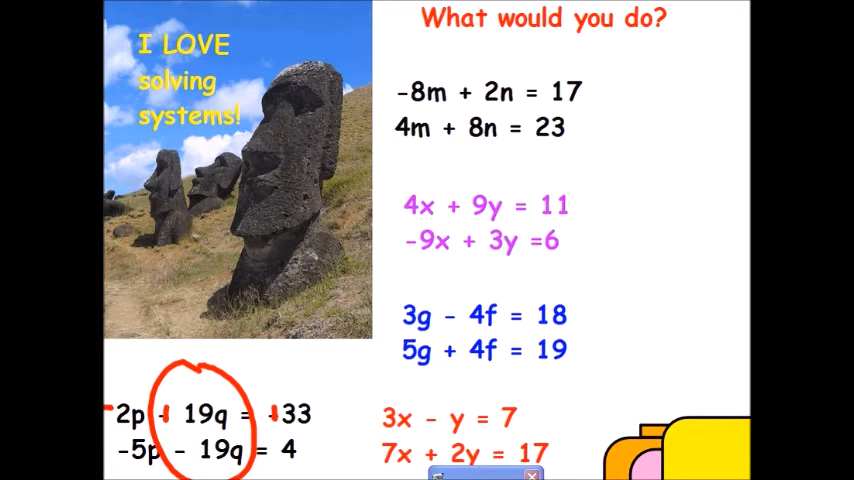 I LOVE
solving
systems!
What would you do?
-8m + 2n = 17
4m + 8n = 23
4x + 9y = 11
-9x + 3y =6
3g - 4f = 18
5g + 4f = 19
-2p + 19q = +33
-5p - 19q = 4
3x - y = 7
7x + 2y = 17